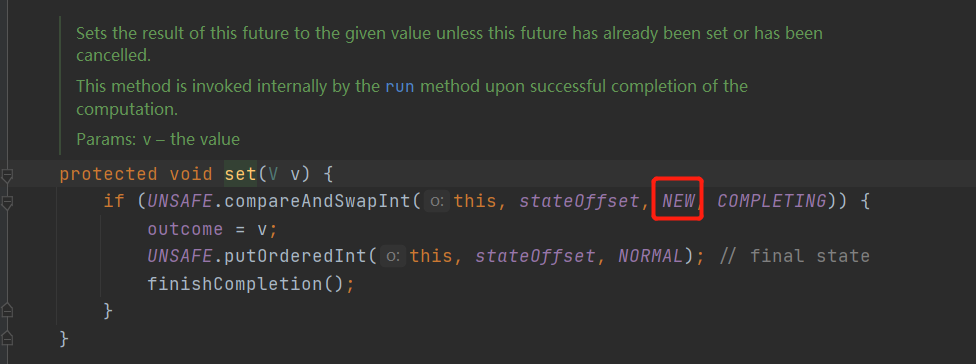 Sets the result of this future to the given value unless this future has already been set or has been
cancelled.
This method is invoked internally by the run method upon successful completion of the
computation.
Params: v – the value
protected void set(V v) {
if (UNSAFE.compareAndSwapInt( o: this, stateOffset, NEW, COMPLETING)) {
outcome = v;
UNSAFE.putOrderedInt( o: this, stateOffset, NORMAL); // final state
finishCompletion();
}
}